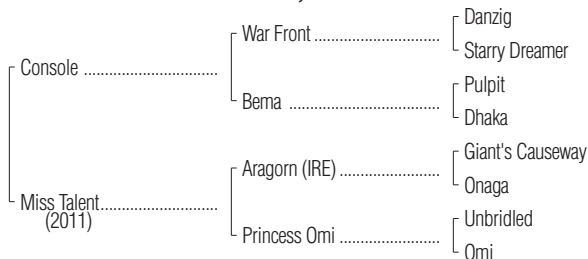 Danzig
War Front ..............................
Starry Dreamer
Console ................................
Pulpit
Bema ....................................
Dhaka
Giant's Causeway
Aragorn (IRE) ........................
Onaga
Miss Talent............................
(2011)
Unbridled
Princess Omi ........................
Omi